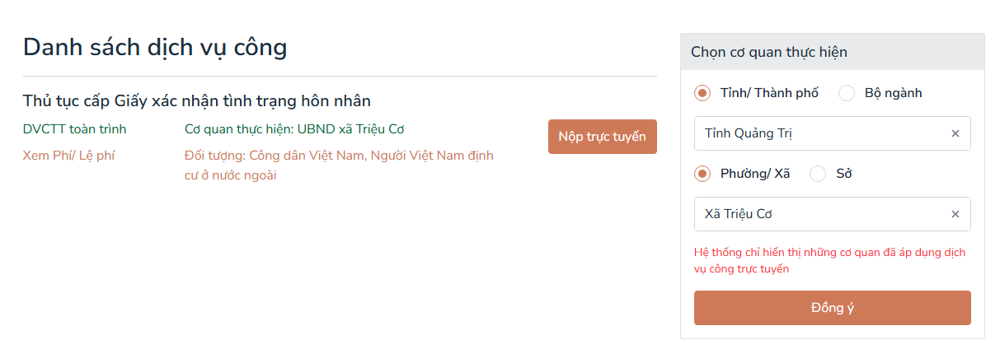 Danh sách dịch vụ công
Thủ tục cấp Giấy xác nhận tình trạng hôn nhân
DVCTT toàn trình
Cơ quan thực hiện: UBND xã Triệu Cơ
Nộp trực tuyến
Xem Phí/ Lệ phí
Đối tượng: Công dân Việt Nam, Người Việt Nam định
cư ở nước ngoài
Chọn cơ quan thực hiện
Tỉnh/ Thành phố
Bộ ngành
Tỉnh Quảng Trị
Phường/ Xã
Sở
Xã Triệu Cơ
Hệ thống chỉ hiển thị những cơ quan đã áp dụng dịch
vụ công trực tuyến
Đồng ý